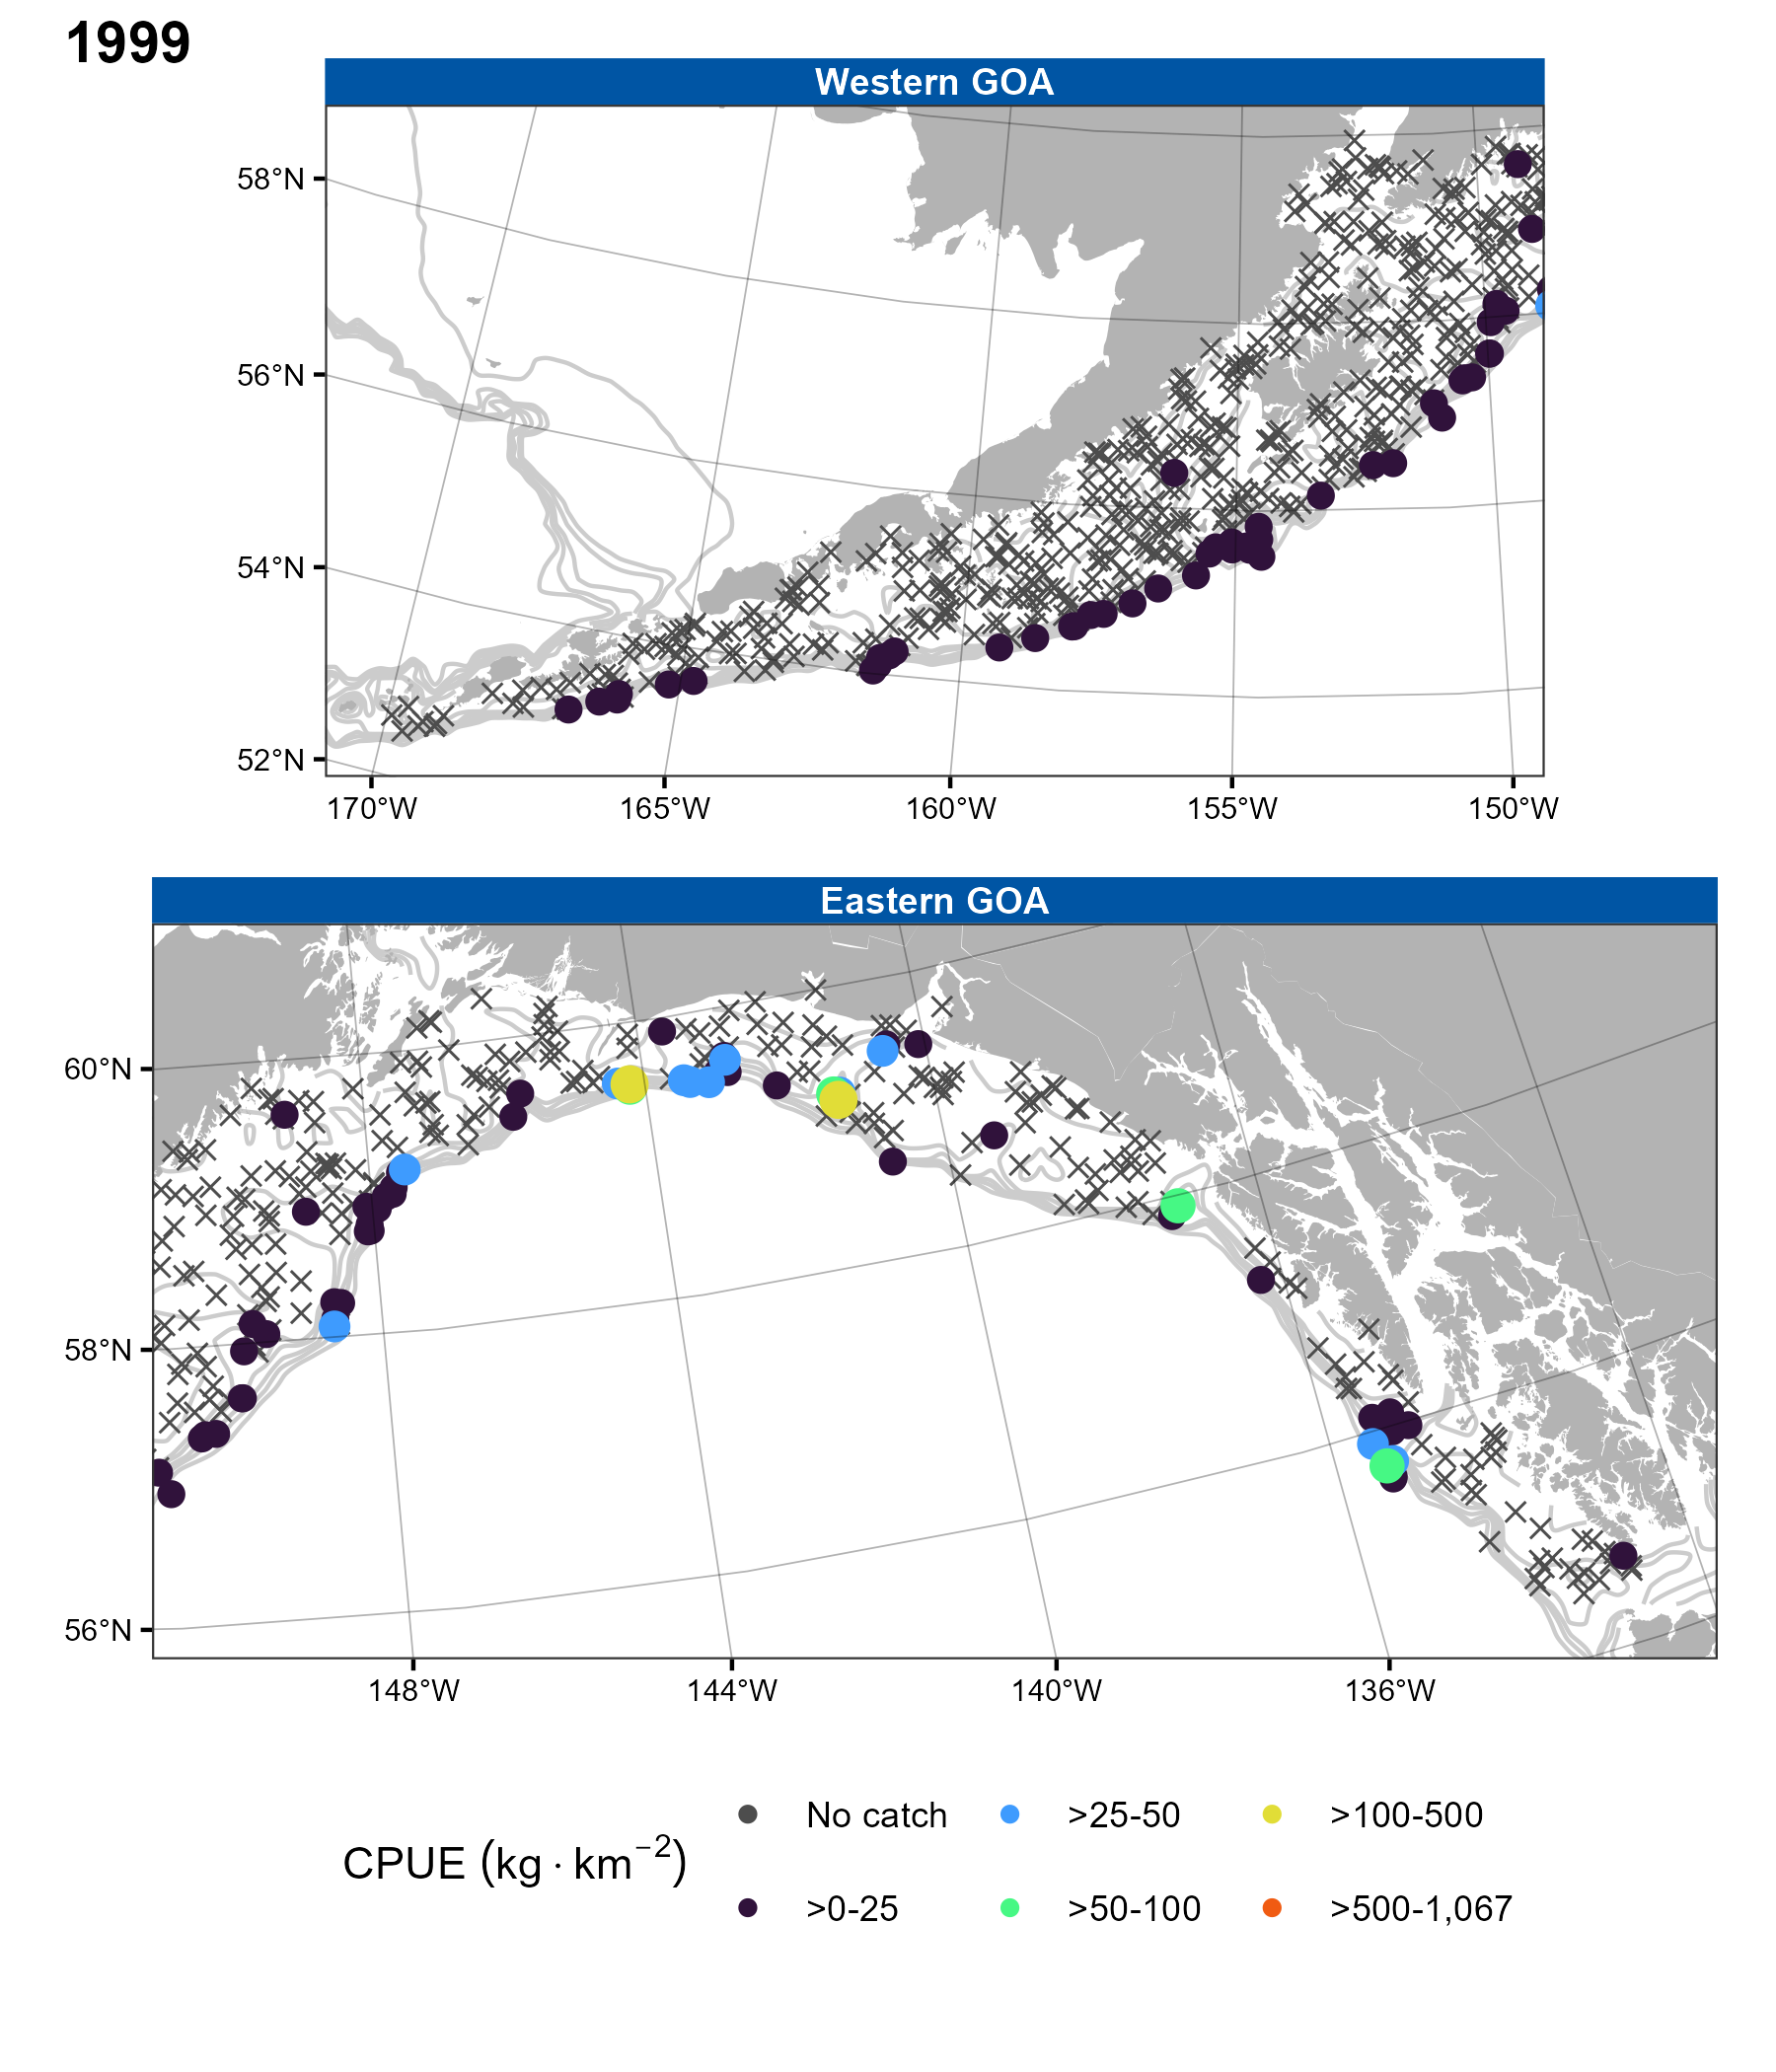 1999
Western GOA
58°N
56°N
54°N
52°N
170°W 165°W 160°W 155°W 150°W
Eastern GOA
60°N
58°N
56°N
148°W 144°W 140°W 136°W
CPUE (kg · km⁻²)
No catch >25-50 >100-500
>0-25 >50-100 >500-1,067